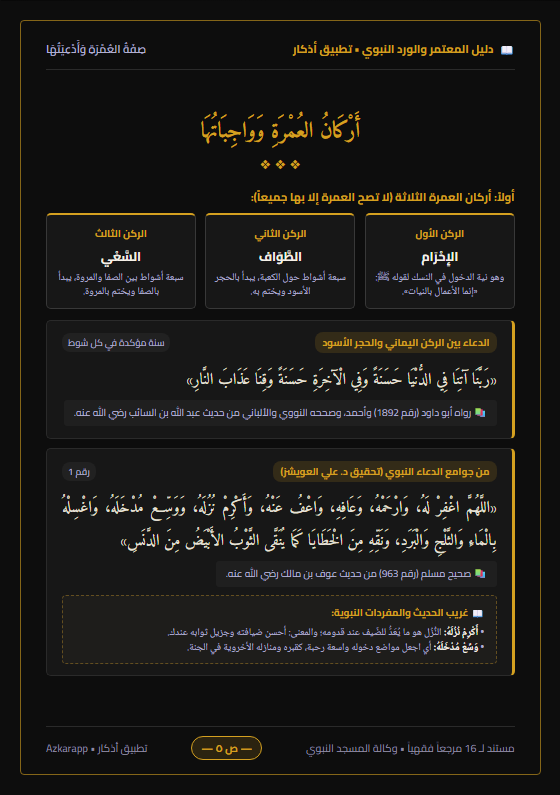 دليل المعتمر والورد النبوي • تطبيق أذكار
صِفَةُ العُمْرَةِ وَأَدْعِيَتُهَا
أَرْكَانُ العُمْرَةِ وَوَاجِبَاتُهَا
أولاً: أركان العمرة الثلاثة (لا تصح العمرة إلا بها جميعاً):
الركن الأول
الإحْرَام
وهو نية الدخول في النسك لقوله ﷺ:
«إنما الأعمال بالنيات».
الركن الثاني
الطَّوَاف
سبعة أشواط حول الكعبة، يبدأ بالحجر
الأسود ويختم به.
الركن الثالث
السَّعْي
سبعة أشواط بين الصفا والمروة، يبدأ
بالصفا ويختم بالمروة.
الدعاء بين الركن اليماني والحجر الأسود
سنة مؤكدة في كل شوط
«رَبَّنَا آتِنَا فِي الدُّنْيَا حَسَنَةً وَفِي الْآخِرَةِ حَسَنَةً وَقِنَا عَذَابَ النَّارِ»
رواه أبو داود (رقم 1892) وأحمد، وصححه النووي والألباني من حديث عبد الله بن السائب رضي الله عنه.
من جوامع الدعاء النبوي (تحقيق د. علي العويشز)
رقم 1
«اللَّهُمَّ اغْفِرْ لَهُ، وَارْحَمْهُ، وَعَافِهِ، وَاعْفُ عَنْهُ، وَأَكْرِمْ نُزُلَهُ، وَوَسِّعْ مُدْخَلَهُ، وَاغْسِلْهُ
بِالْمَاءِ وَالثَّلْجِ وَالْبَرَدِ، وَنَقِّهِ مِنَ الْخَطَايَا كَمَا يُنَقَّى الثَّوْبُ الْأَبْيَضُ مِنَ الدَّنَسِ»
صحيح مسلم (رقم 963) من حديث عوف بن مالك رضي الله عنه.
غريب الحديث والمفردات النبوية:
• أَكْرِمْ نُزُلَهُ: النُّزُل هو ما يُعَدُّ للضَّيف عند قدومه؛ والمعنى: أحسن ضيافته وجزيل ثوابه عندك.
• وَسِّعْ مُدْخَلَهُ: أي اجعل مواضع دخوله واسعة رحبة، كقبره ومنازله الأخروية في الجنة.
مستند لـ 16 مرجعاً فقهياً • وكالة المسجد النبوي
— ص ٥ —
تطبيق أذكار • Azkarapp